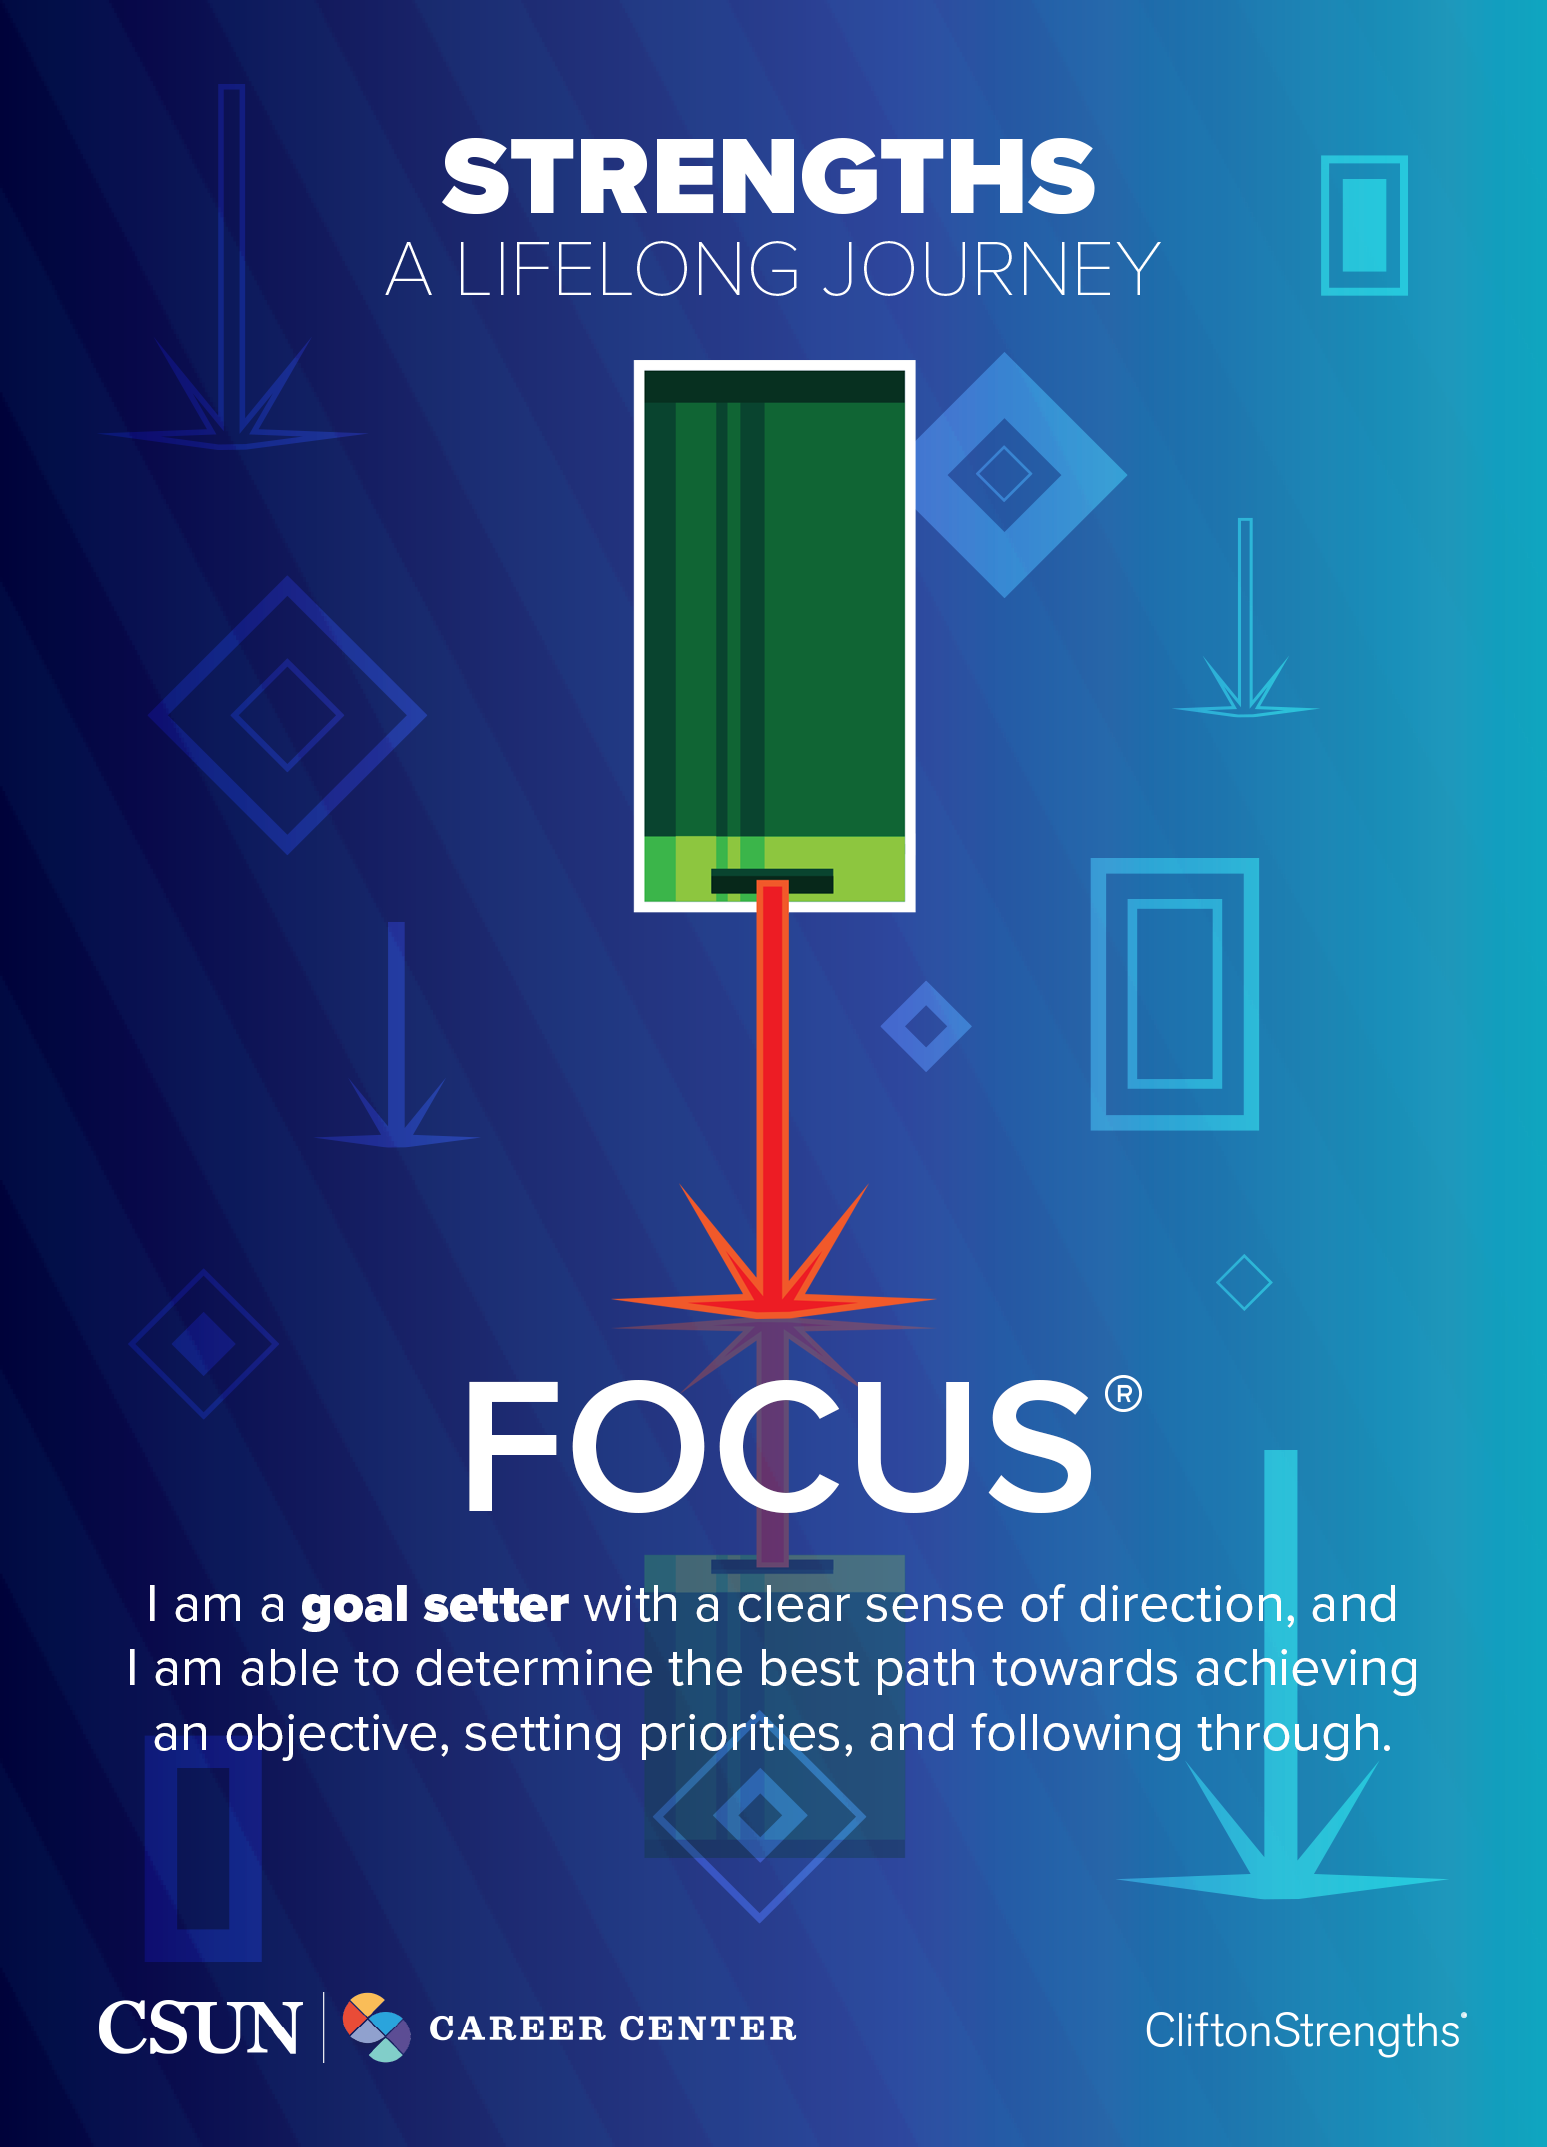 STRENGTHS
A LIFELONG JOURNEY
FOCUS®
I am a goal setter with a clear sense of direction, and
I am able to determine the best path towards achieving
an objective, setting priorities, and following through.
CSUN | CAREER CENTER
CliftonStrengths®